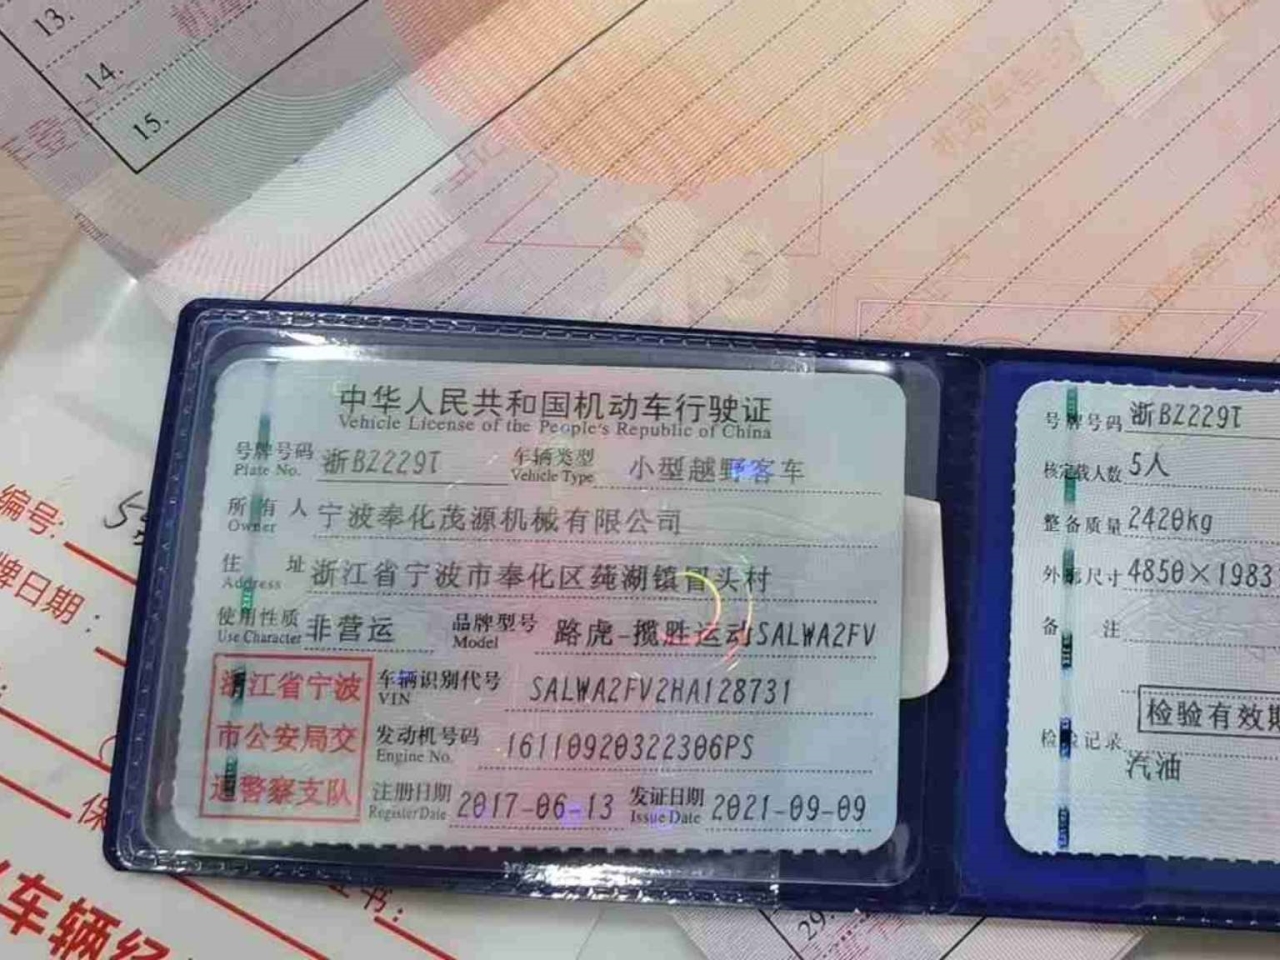 13.
14.
15.
中华人民共和国机动车行驶证
Vehicle License of the People's Republic of China
号牌号码 浙BZ229T 车辆类型 小型越野客车
Plate No. Vehicle Type
所有人 宁波奉化茂源机械有限公司
Owner
住址 浙江省宁波市奉化区莼湖镇冒头村
Address
使用性质 非营运 品牌型号 路虎-揽胜运动SALWA2FV
Use Character Model
浙江省宁波
市公安局交
通警察支队
车辆识别代号 SALWA2FV2HA128731
VIN
发动机号码 161109Z0322306PS
Engine No.
注册日期 2017-06-13 发证日期 2021-09-09
Register Date Issue Date
号牌号码 浙BZ229T
核定载人数 5人
整备质量 2420kg
外廓尺寸 4850×1983
备注
检验有效期
检验记录
汽油
编号:
牌日期:
保
车辆经
书:
29.